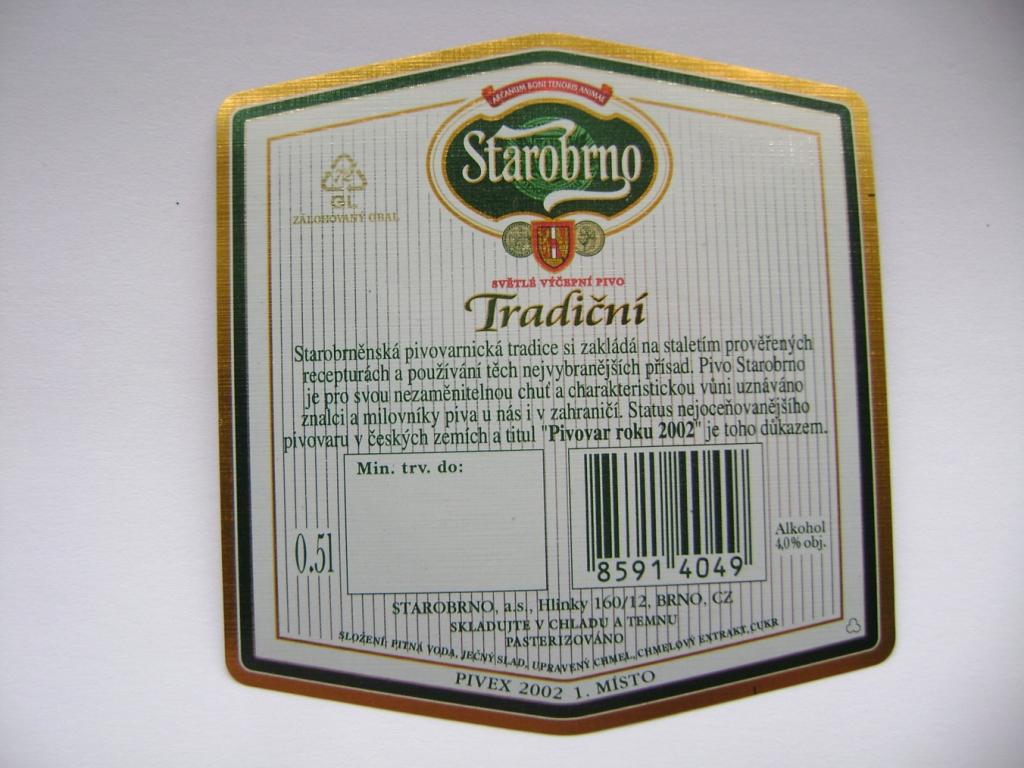 ARCANUM BONI TENORIS ANIMAE
Starobrno
72
GL
ZÁLOHOVANÝ OBAL
SVĚTLÉ VÝČEPNÍ PIVO
Tradiční
Starobrněnská pivovarnická tradice si zakládá na staletím prověřených
recepturách a používání těch nejvybranějších přísad. Pivo Starobrno
je pro svou nezaměnitelnou chuť a charakteristickou vůni uznáváno
znalci a milovníky piva u nás i v zahraničí. Status nejoceňovanějšího
pivovaru v českých zemích a titul "Pivovar roku 2002" je toho důkazem.
Min. trv. do:
0.5l
8591 4049
Alkohol
4,0% obj.
STAROBRNO, a.s., Hlinky 160/12, BRNO, CZ
SKLADUJTE V CHLADU A TEMNU
PASTERIZOVÁNO
SLOŽENÍ: PITNÁ VODA, JEČNÝ SLAD, UPRAVENÝ CHMEL, CHMELOVÝ EXTRAKT, CUKR
PIVEX 2002 1. MÍSTO